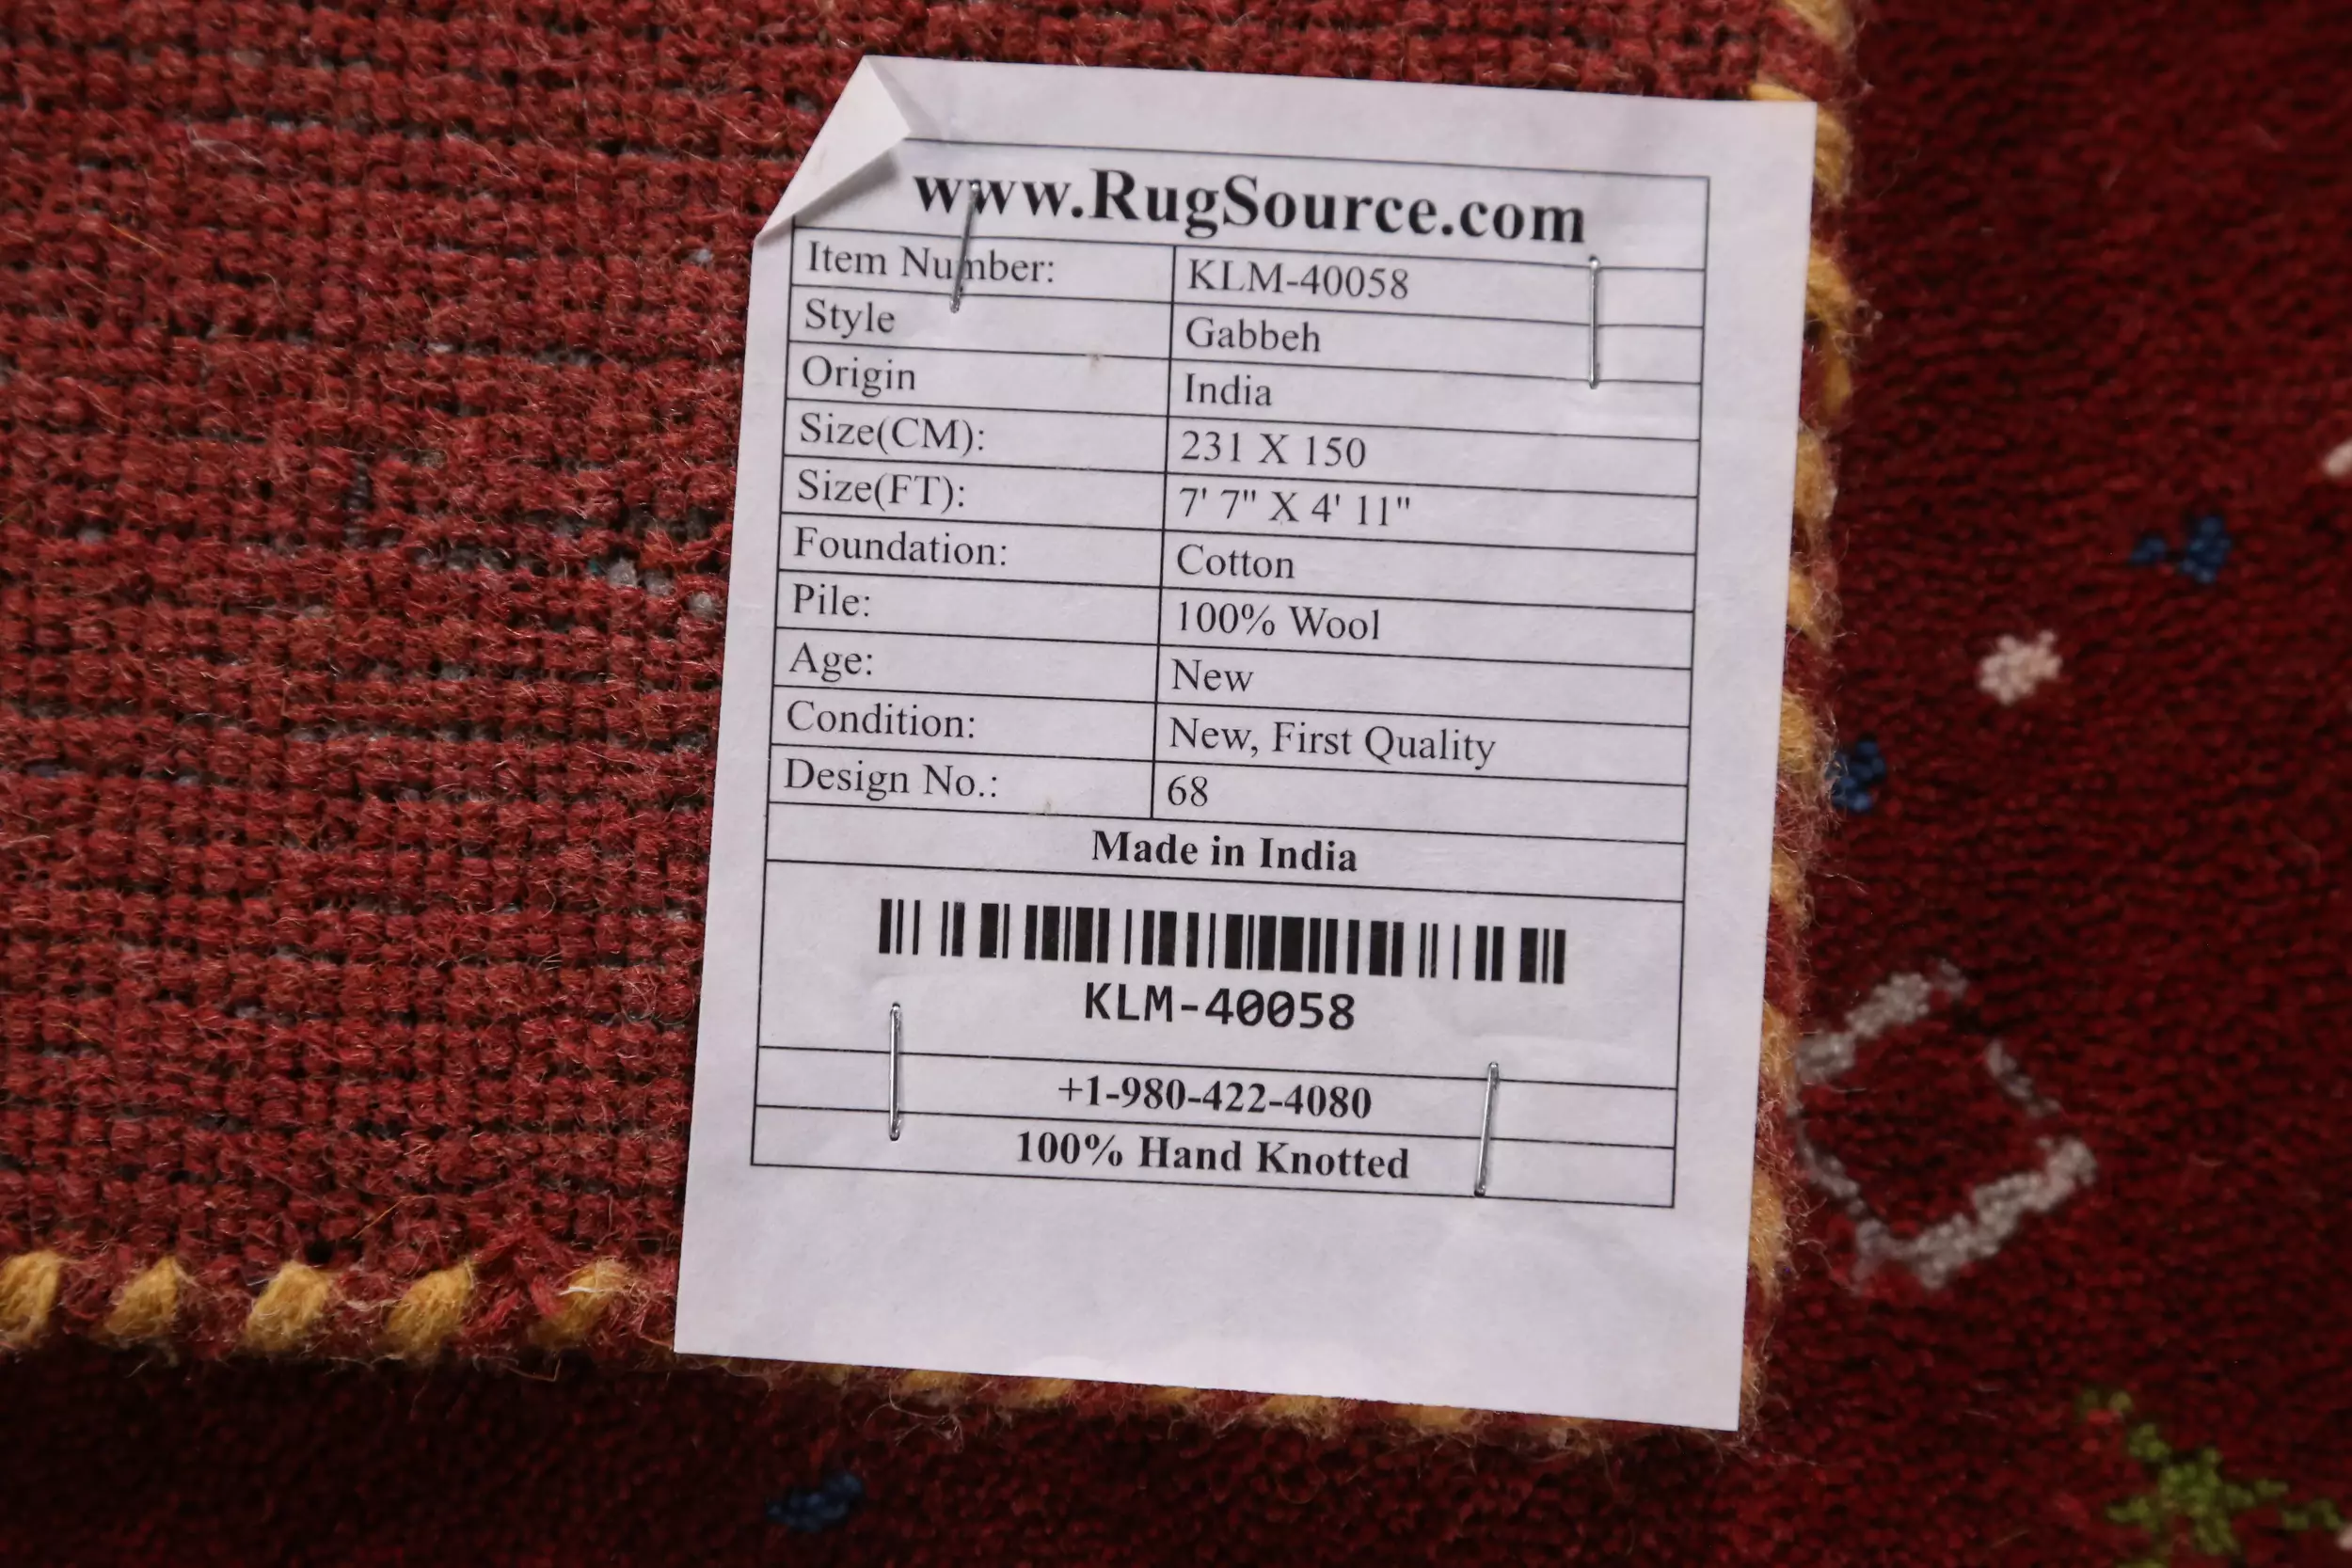 www.RugSource.com
Item Number: KLM-40058
Style Gabbeh
Origin India
Size(CM): 231 X 150
Size(FT): 7' 7" X 4' 11"
Foundation: Cotton
Pile: 100% Wool
Age: New
Condition: New, First Quality
Design No.: 68
Made in India
KLM-40058
+1-980-422-4080
100% Hand Knotted